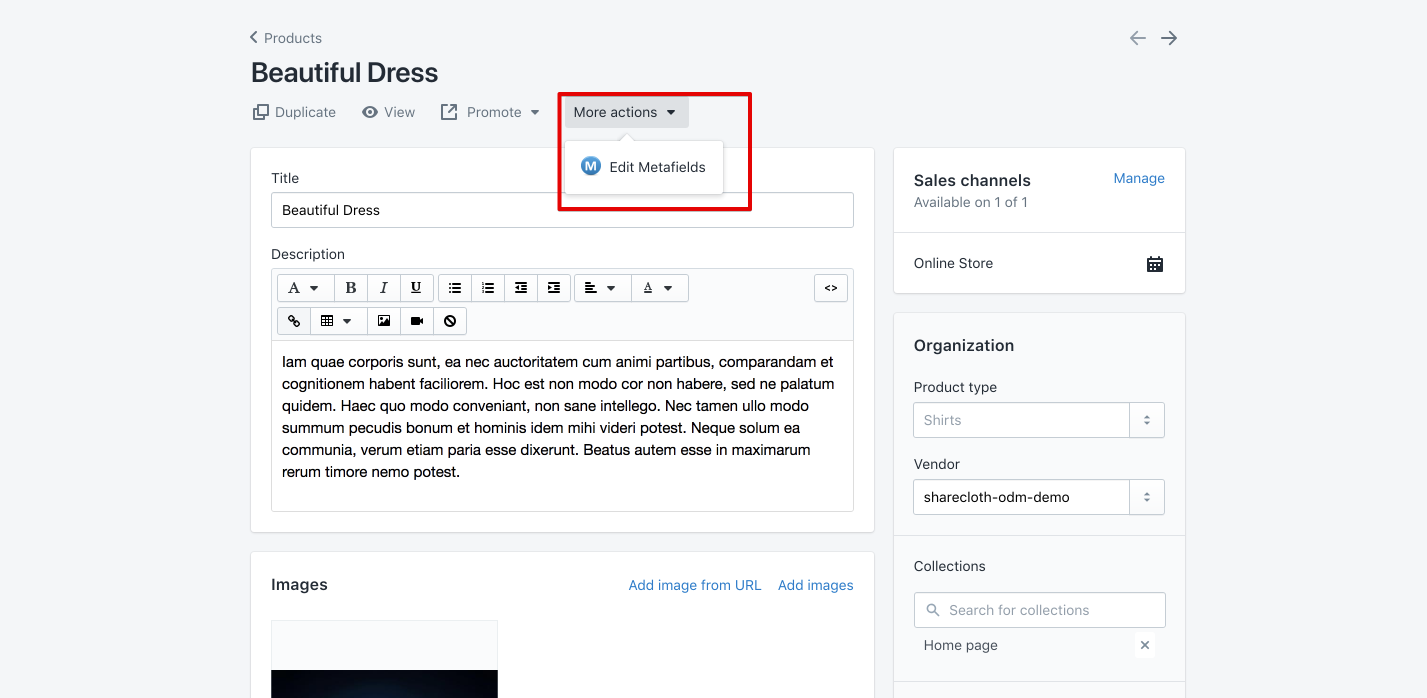 Products
Beautiful Dress
Duplicate View Promote More actions
M Edit Metafields
Title
Beautiful Dress
Description
A B I U A <>
Iam quae corporis sunt, ea nec auctoritatem cum animi partibus, comparandam et
cognitionem habent faciliorem. Hoc est non modo cor non habere, sed ne palatum
quidem. Haec quo modo conveniant, non sane intellego. Nec tamen ullo modo
summum pecudis bonum et hominis idem mihi videri potest. Neque solum ea
communia, verum etiam paria esse dixerunt. Beatus autem esse in maximarum
rerum timore nemo potest.
Images Add image from URL Add images
Sales channels Manage
Available on 1 of 1
Online Store
Organization
Product type
Shirts
Vendor
sharecloth-odm-demo
Collections
Search for collections
Home page